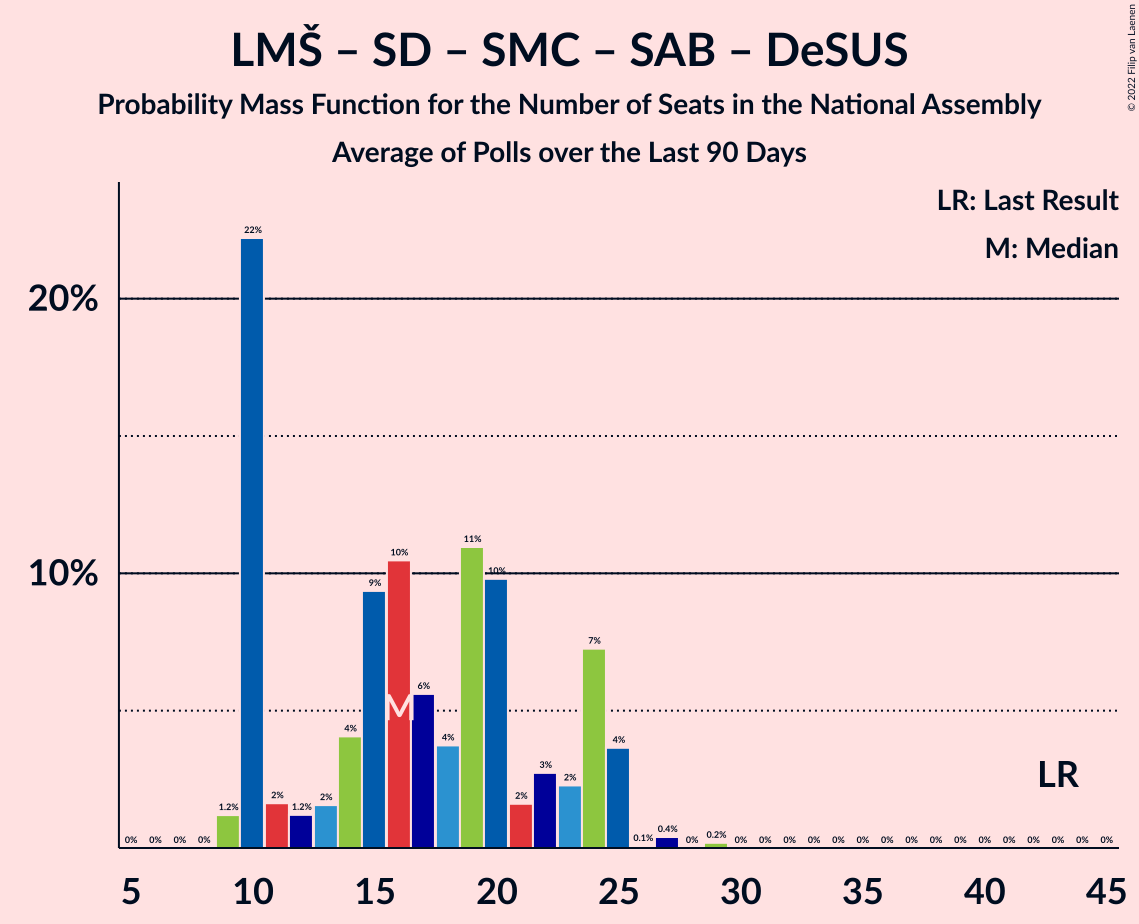 LMŠ – SD – SMC – SAB – DeSUS
Probability Mass Function for the Number of Seats in the National Assembly
Average of Polls over the Last 90 Days
© 2022 Filip van Laenen
LR: Last Result
M: Median
20%
10%
0% 0% 0% 0% 1.2% 22% 2% 1.2% 2% 4% 9% 10% 6% 4% 11% 10% 2% 3% 2% 7% 4% 0.1% 0.4% 0% 0.2% 0% 0% 0% 0% 0% 0% 0% 0% 0% 0% 0% 0% 0% 0% 0% 0%
M
LR
5 10 15 20 25 30 35 40 45